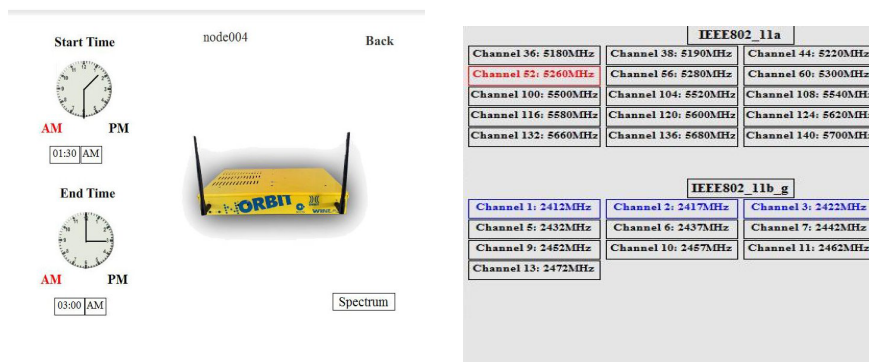 Start Time
node004
Back
AM PM
01:30 AM
End Time
ORBIT
AM PM
03:00 AM
Spectrum
IEEE802_11a
Channel 36: 5180MHz Channel 38: 5190MHz Channel 44: 5220MHz
Channel 52: 5260MHz Channel 56: 5280MHz Channel 60: 5300MHz
Channel 100: 5500MHz Channel 104: 5520MHz Channel 108: 5540MHz
Channel 116: 5580MHz Channel 120: 5600MHz Channel 124: 5620MHz
Channel 132: 5660MHz Channel 136: 5680MHz Channel 140: 5700MHz
IEEE802_11b_g
Channel 1: 2412MHz Channel 2: 2417MHz Channel 3: 2422MHz
Channel 5: 2432MHz Channel 6: 2437MHz Channel 7: 2442MHz
Channel 9: 2452MHz Channel 10: 2457MHz Channel 11: 2462MHz
Channel 13: 2472MHz